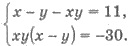 x − y − xy = 11,
xy(x − y) = −30.